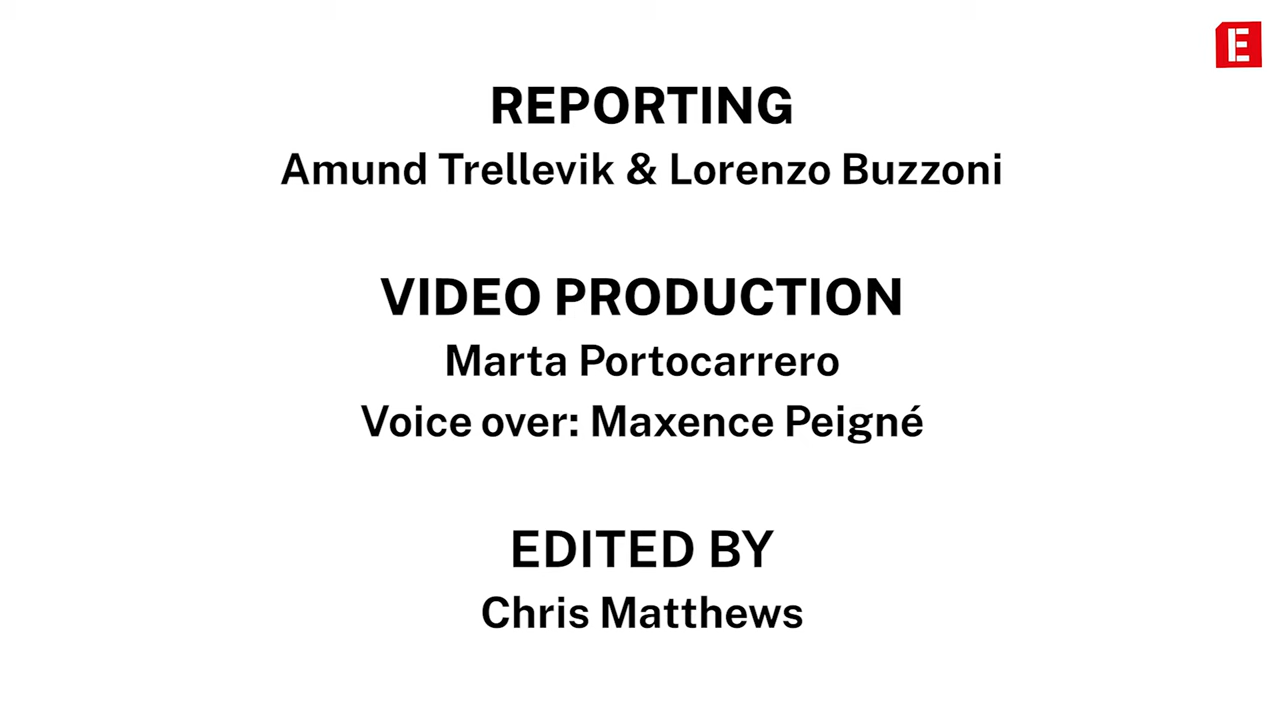 E
REPORTING
Amund Trellevik & Lorenzo Buzzoni
VIDEO PRODUCTION
Marta Portocarrero
Voice over: Maxence Peigné
EDITED BY
Chris Matthews